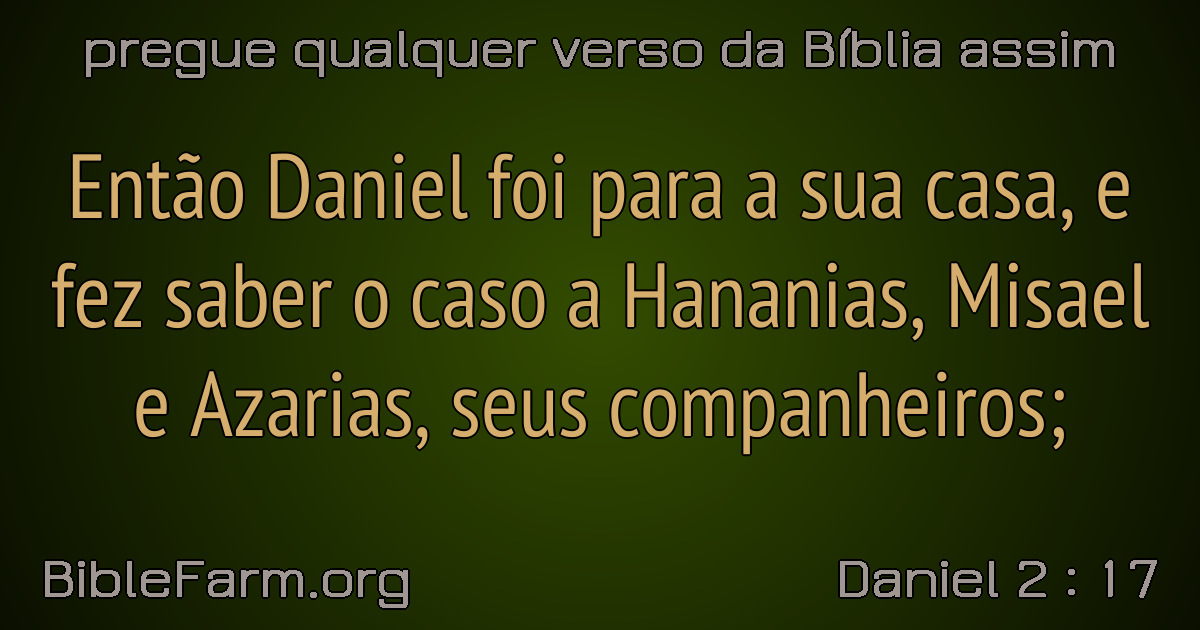 pregue qualquer verso da Bíblia assim
Então Daniel foi para a sua casa, e
fez saber o caso a Hananias, Misael
e Azarias, seus companheiros;
BibleFarm.org
Daniel 2 : 17